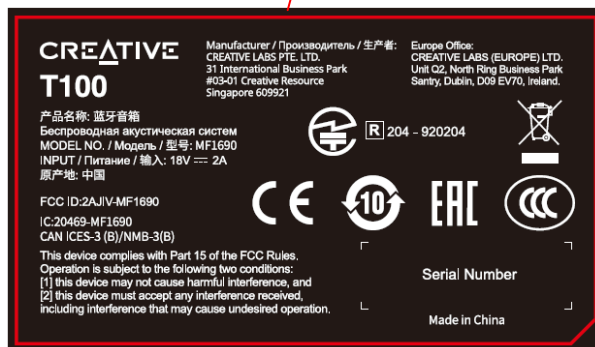 CREATIVE
T100
产品名称: 蓝牙音箱
Беспроводная акустическая систем
MODEL NO. / Модель / 型号: MF1690
INPUT / Питание / 输入: 18V ⎓ 2A
原产地: 中国
FCC ID:2AJIV-MF1690
IC:20469-MF1690
CAN ICES-3 (B)/NMB-3(B)
This device complies with Part 15 of the FCC Rules.
Operation is subject to the following two conditions:
[1] this device may not cause harmful interference, and
[2] this device must accept any interference received,
including interference that may cause undesired operation.
Manufacturer / Производитель / 生产者:
CREATIVE LABS PTE. LTD.
31 International Business Park
#03-01 Creative Resource
Singapore 609921
Europe Office:
CREATIVE LABS (EUROPE) LTD.
Unit Q2, North Ring Business Park
Santry, Dublin, D09 EV70, Ireland.
R 204 - 920204
CE
10
EAC
CCC
Serial Number
Made in China